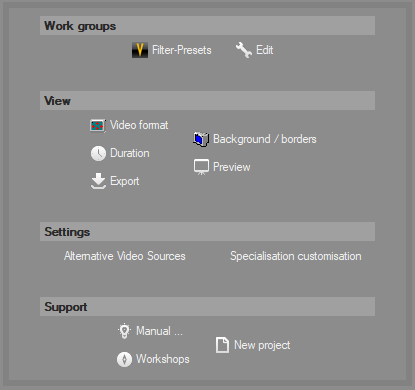 Work groups
Filter-Presets
Edit
View
Video format
Background / borders
Duration
Preview
Export
Settings
Alternative Video Sources
Specialisation customisation
Support
Manual ...
New project
Workshops